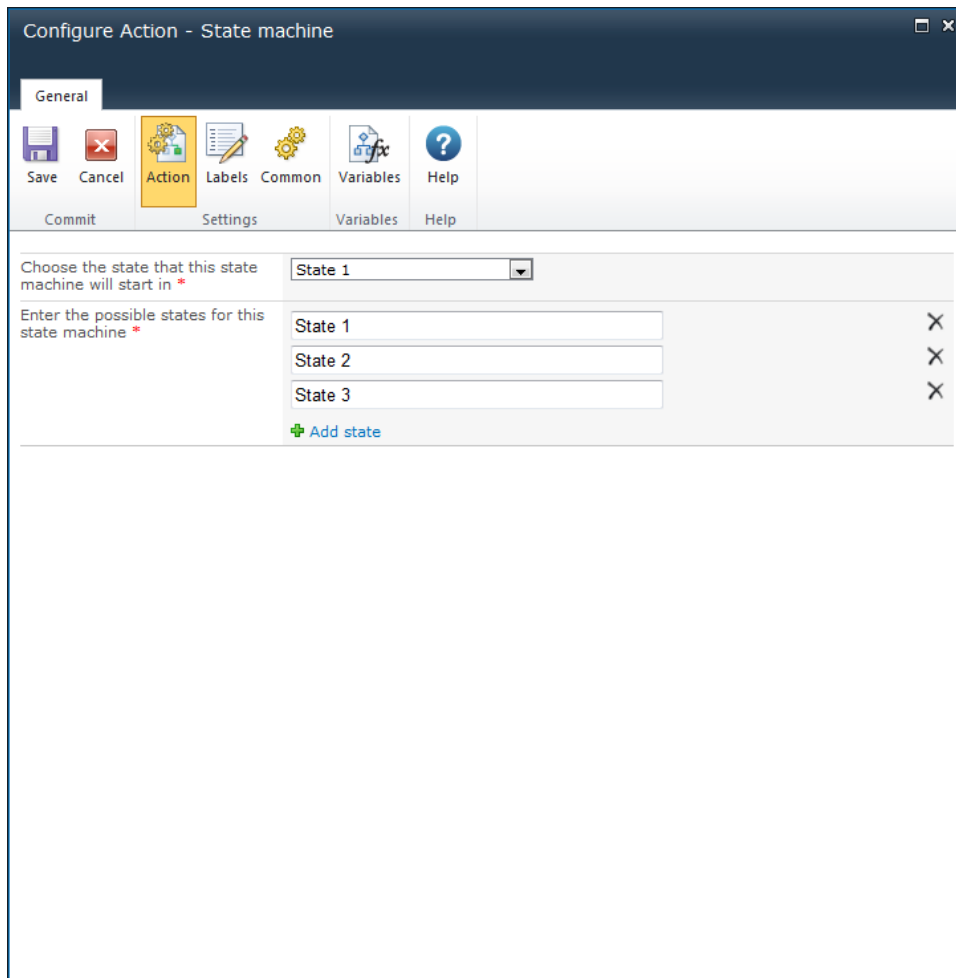 Configure Action - State machine
General
Save Cancel Action Labels Common Variables Help
Commit Settings Variables Help
Choose the state that this state
machine will start in *
State 1
Enter the possible states for this
state machine *
State 1
State 2
State 3
Add state